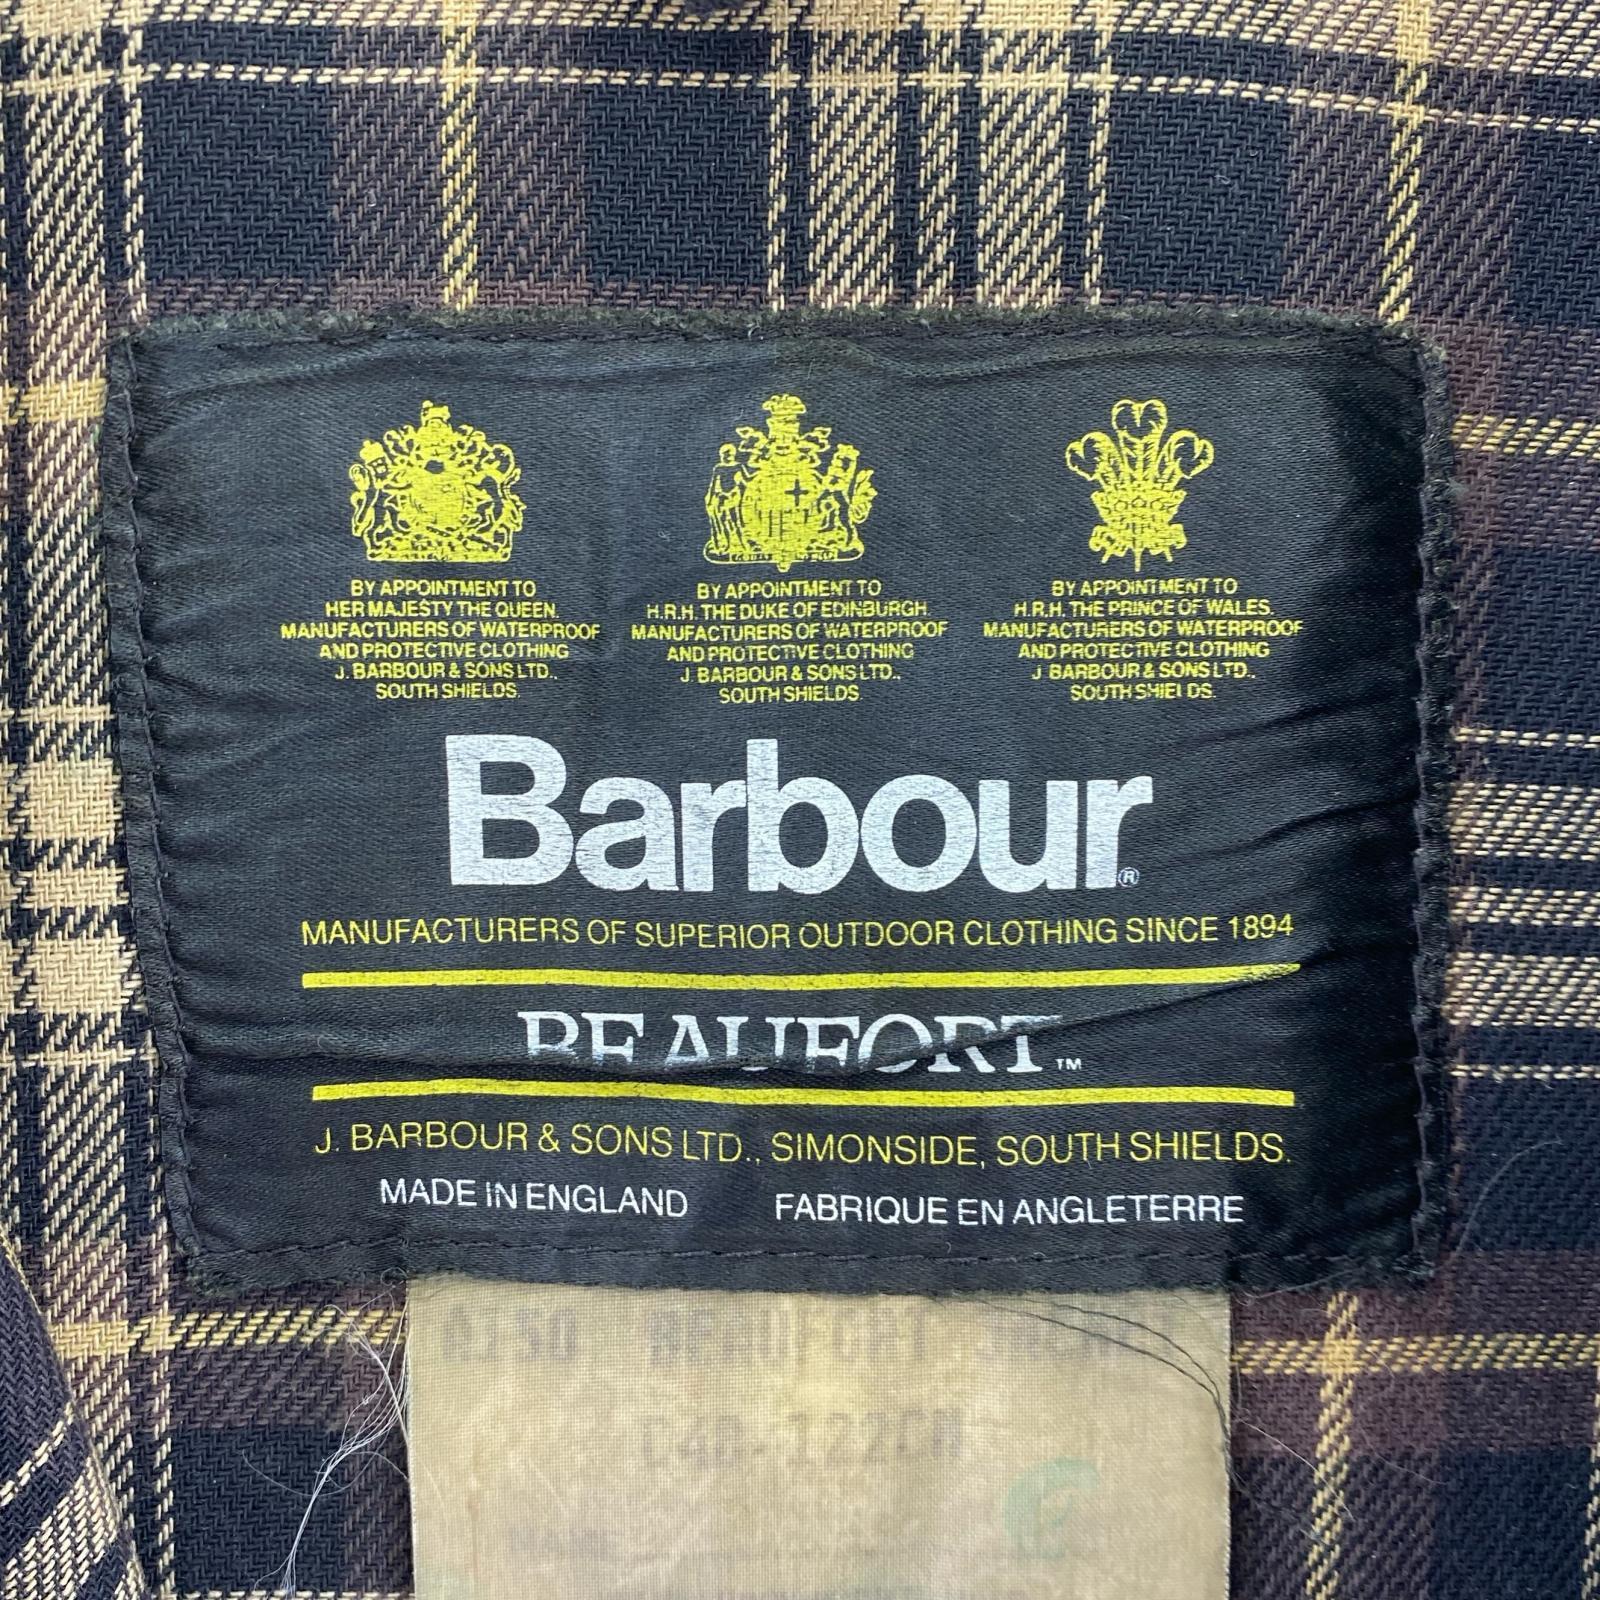 BY APPOINTMENT TO
HER MAJESTY THE QUEEN.
MANUFACTURERS OF WATERPROOF
AND PROTECTIVE CLOTHING
J. BARBOUR & SONS LTD.,
SOUTH SHIELDS.
BY APPOINTMENT TO
H.R.H. THE DUKE OF EDINBURGH.
MANUFACTURERS OF WATERPROOF
AND PROTECTIVE CLOTHING
J. BARBOUR & SONS LTD.,
SOUTH SHIELDS.
BY APPOINTMENT TO
H.R.H. THE PRINCE OF WALES.
MANUFACTURERS OF WATERPROOF
AND PROTECTIVE CLOTHING
J. BARBOUR & SONS LTD.,
SOUTH SHIELDS.
Barbour®
MANUFACTURERS OF SUPERIOR OUTDOOR CLOTHING SINCE 1894
BEAUFORT™
J. BARBOUR & SONS LTD., SIMONSIDE, SOUTH SHIELDS.
MADE IN ENGLAND FABRIQUE EN ANGLETERRE
BEAUFORT